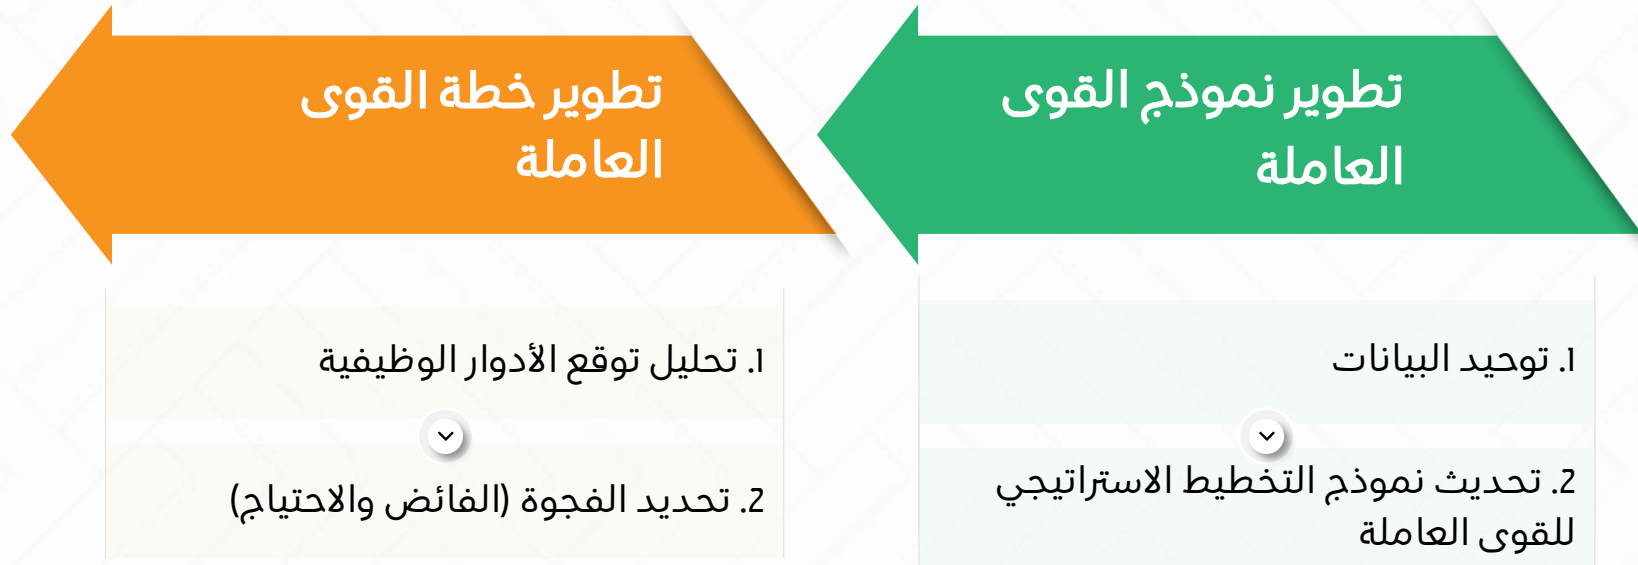 تطوير نموذج القوى
العاملة
1. توحيد البيانات
2. تحديث نموذج التخطيط الاستراتيجي
للقوى العاملة
تطوير خطة القوى
العاملة
1. تحليل توقع الأدوار الوظيفية
2. تحديد الفجوة (الفائض والاحتياج)